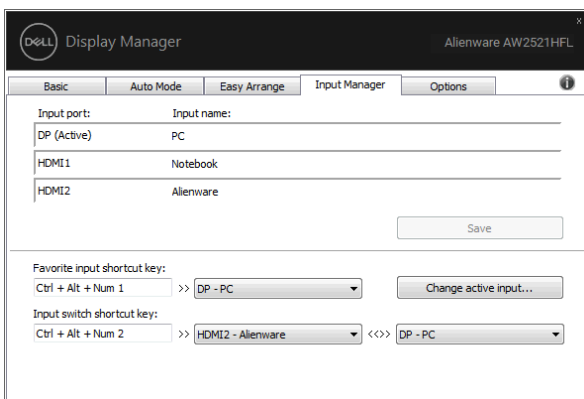 x
DELL Display Manager Alienware AW2521HFL
Basic Auto Mode Easy Arrange Input Manager Options i
Input port: Input name:
DP (Active) PC
HDMI1 Notebook
HDMI2 Alienware
Save
Favorite input shortcut key:
Ctrl + Alt + Num 1 >> DP - PC Change active input...
Input switch shortcut key:
Ctrl + Alt + Num 2 >> HDMI2 - Alienware <<>> DP - PC